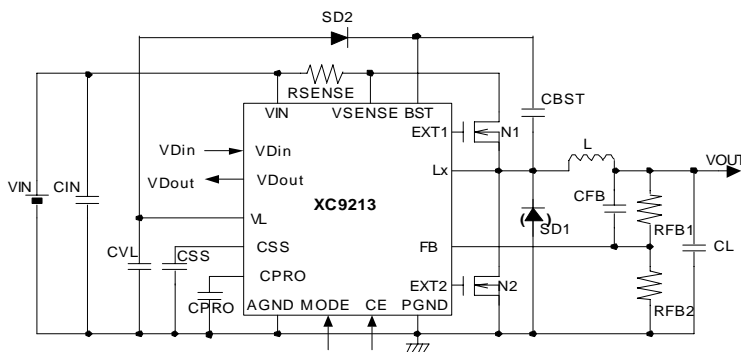 SD2
RSENSE
VIN
VSENSE
BST
CBST
EXT1
N1
VDin
VDin
Lx
L
VOUT
VIN
CIN
VDout
VDout
XC9213
CFB
RFB1
VL
( )
SD1
CVL
CSS
CSS
FB
CL
CPRO
CPRO
EXT2
N2
RFB2
AGND
MODE
CE
PGND